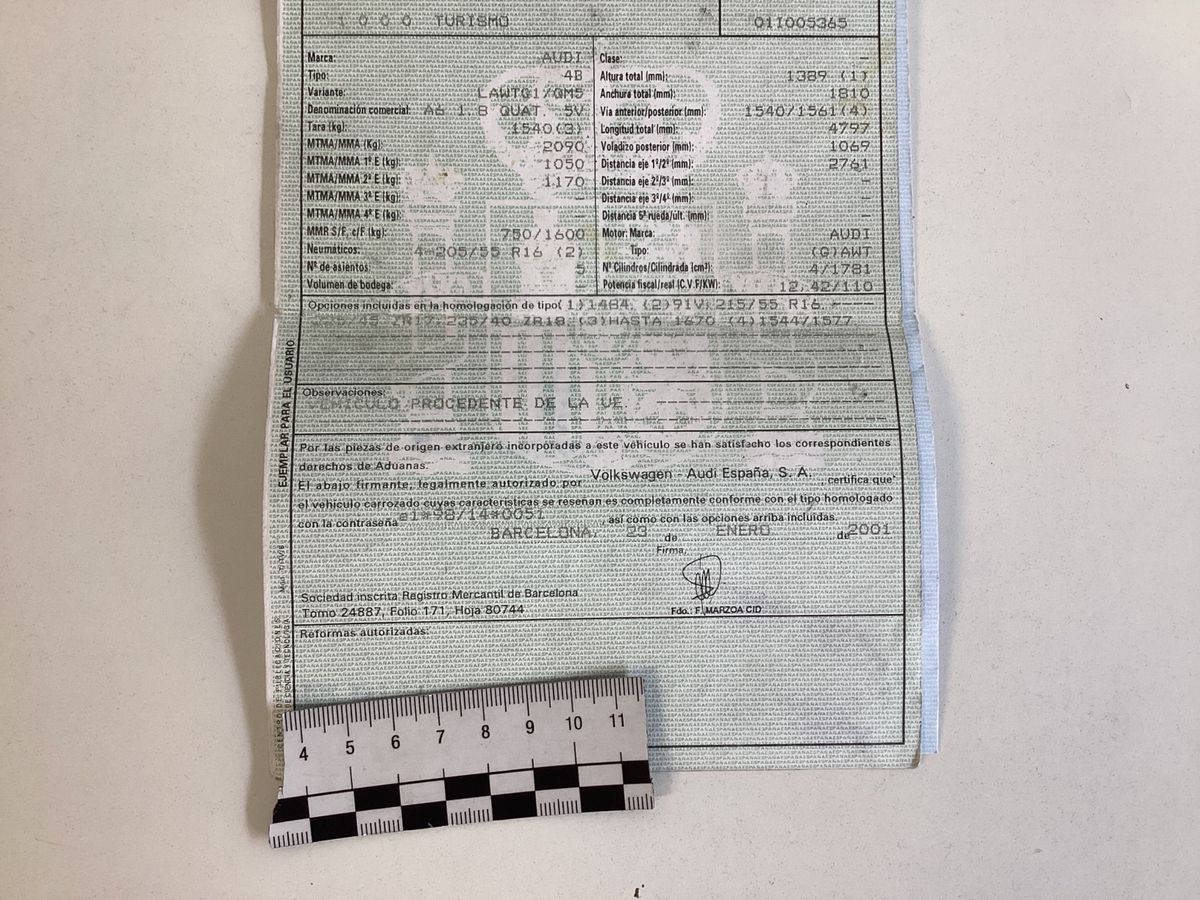 1000 TURISMO 01I005365
Marca: AUDI
Tipo: 4B
Variante: LAWTQ1/QM5
Denominación comercial: A6 1.8 QUAT. 5V
Tara (kg): 1540(3)
MTMA/MMA (Kg): 2090
MTMA/MMA 1º E (kg): 1050
MTMA/MMA 2º E (kg): 1170
MTMA/MMA 3º E (kg): —
MTMA/MMA 4º E (kg): —
MMR S/F, c/F (kg): 750/1600
Neumáticos: 4-205/55 R16 (2)
Nº de asientos: 5
Volumen de bodega:
Clase: —
Altura total (mm): 1389 (1)
Anchura total (mm): 1810
Via anterior/posterior (mm): 1540/1561(4)
Longitud total (mm): 4797
Voladizo posterior (mm): 1069
Distancia eje 1º/2º (mm): 2761
Distancia eje 2º/3º (mm): —
Distancia eje 3º/4º (mm): —
Distancia 5ª rueda/últ. (mm): —
Motor: Marca: AUDI
Tipo: (G)AWT
Nº Cilindros/Cilindrada (cm³): 4/1781
Potencia fiscal/real (C.V.F/KW): 12,42/110
Opciones incluidas en la homologación de tipo( 1)1484, (2)91V;215/55 R16
ZR17;235/40 ZR18 (3)HASTA 1670 (4)1544/1577
Observaciones:
VEHICULO PROCEDENTE DE LA UE
Por las piezas de origen extranjero incorporadas a este vehículo se han satisfacho los correspondientes
derechos de Aduanas.
El abajo firmante, legalmente autorizado por Volkswagen - Audi España, S. A. , certifica que
el vehículo carrozado cuyas características se reseñan es completamente conforme con el tipo homologado
con la contraseña e1*98/14*0051 , así como con las opciones arriba incluidas.
BARCELONA, 23 de ENERO de 2001
Firma,
Sociedad inscrita Registro Mercantil de Barcelona
Tomo 24887, Folio 171, Hoja 80744
Fdo.: F. MARZOA CID
Reformas autorizadas:
EJEMPLAR PARA EL USUARIO
4 5 6 7 8 9 10 11